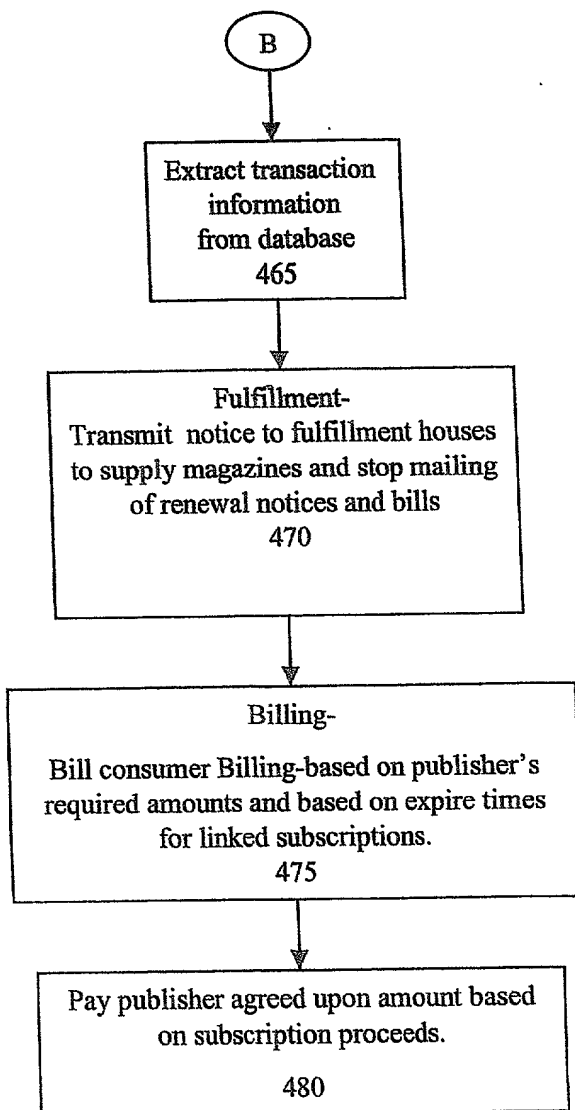 B
Extract transaction
information
from database
465
Fulfillment-
Transmit notice to fulfillment houses
to supply magazines and stop mailing
of renewal notices and bills
470
Billing-
Bill consumer Billing-based on publisher's
required amounts and based on expire times
for linked subscriptions.
475
Pay publisher agreed upon amount based
on subscription proceeds.
480